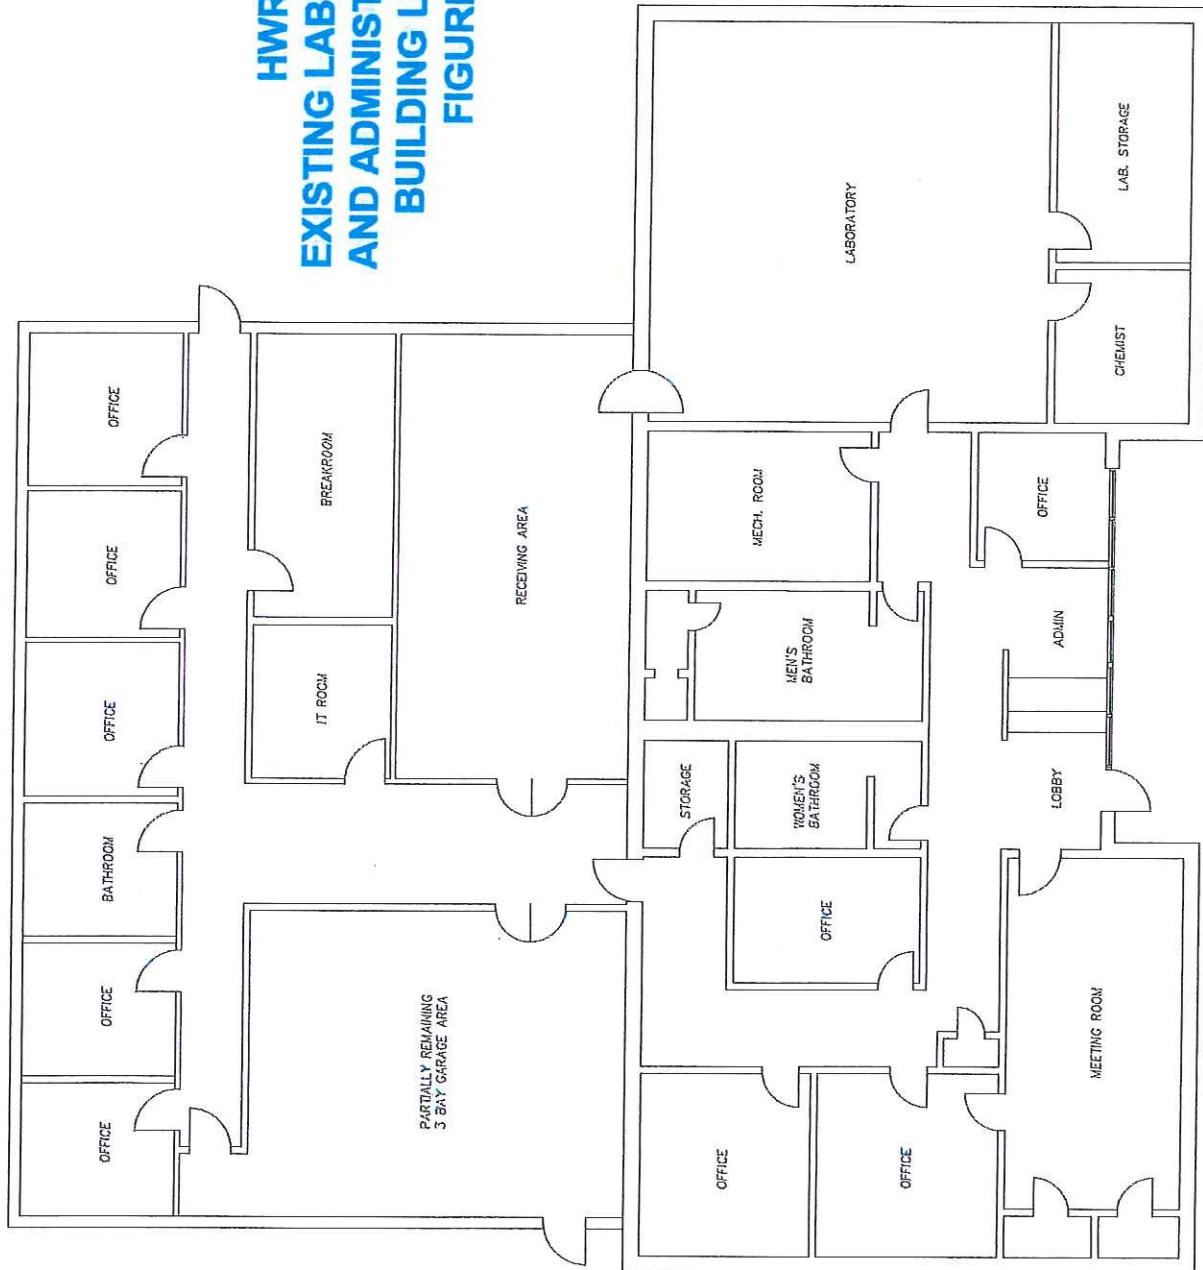 HWR
EXISTING LAB
AND ADMINIST
BUILDING L
FIGUR
OFFICE
OFFICE
BATHROOM
OFFICE
OFFICE
OFFICE
PARTIALLY REMAINING
3 BAY GARAGE AREA
IT ROOM
BREAKROOM
RECEIVING AREA
OFFICE
OFFICE
STORAGE
WOMEN'S
BATHROOM
OFFICE
MEN'S
BATHROOM
MECH. ROOM
LABORATORY
MEETING ROOM
LOBBY
ADMIN
OFFICE
CHEMIST
LAB. STORAGE